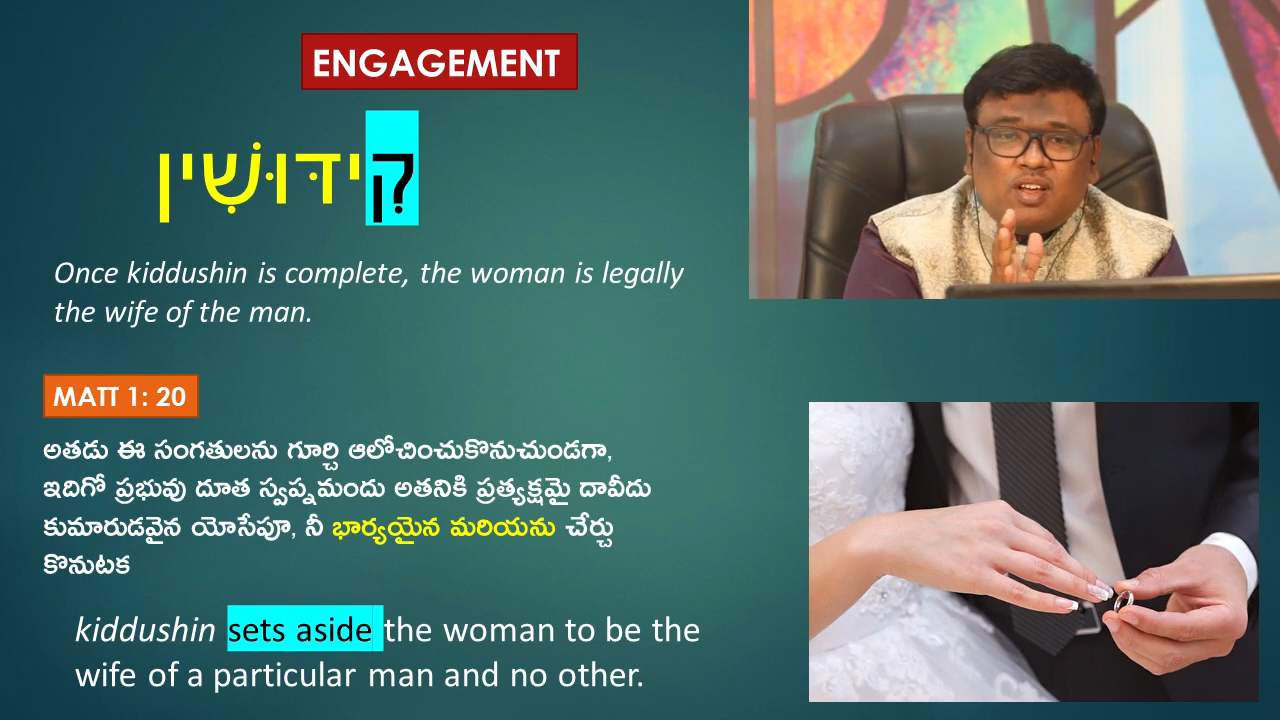 ENGAGEMENT
קִידּוּשִׁין
Once kiddushin is complete, the woman is legally
the wife of the man.
MATT 1: 20
అతడు ఈ సంగతులను గూర్చి ఆలోచించుకొనుచుండగా,
ఇదిగో ప్రభువు దూత స్వప్నమందు అతనికి ప్రత్యక్షమై దావీదు
కుమారుడవైన యోసేపూ, నీ భార్యయైన మరియను చేర్చు
కొనుటక
kiddushin sets aside the woman to be the
wife of a particular man and no other.